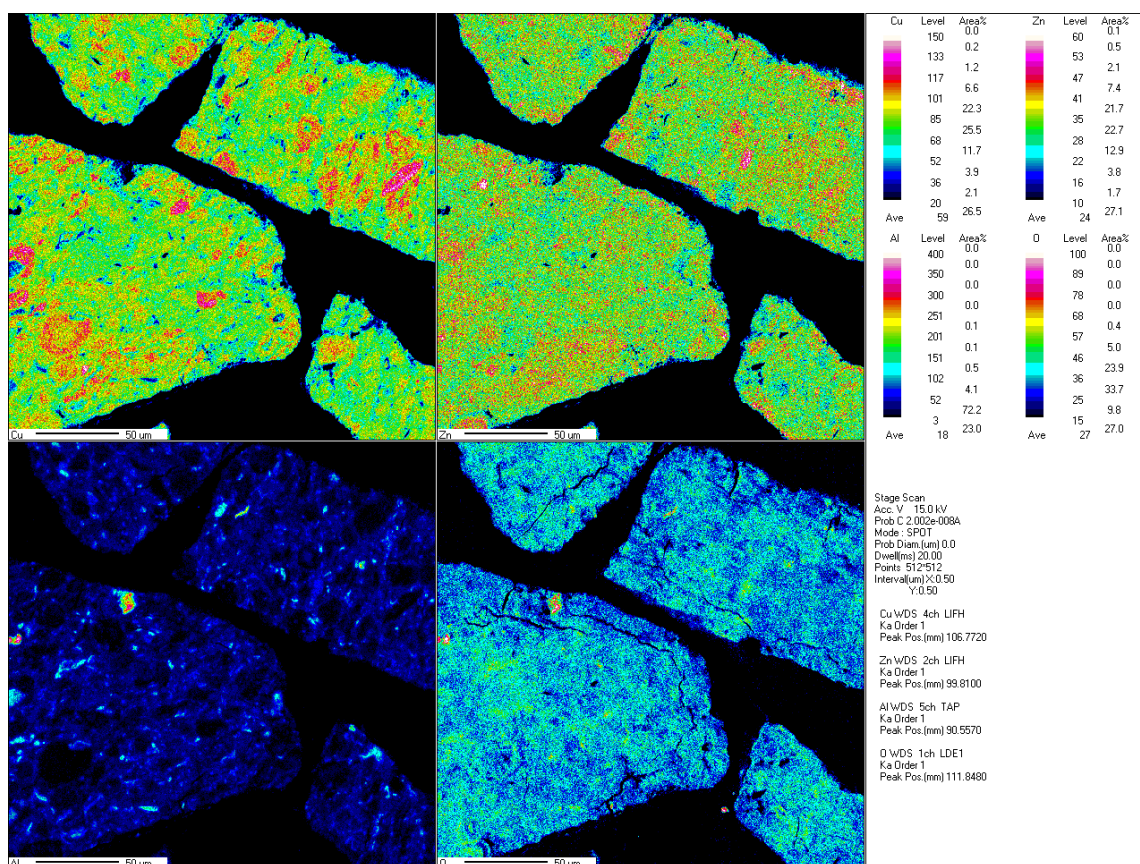 Cu Level Area%
0.0
150
0.2
133
1.2
117
6.6
101
22.3
85
25.5
68
11.7
52
3.9
36
2.1
20
26.5
Ave 59
Zn Level Area%
0.1
60
0.5
53
2.1
47
7.4
41
21.7
35
22.7
28
12.9
22
3.8
16
1.7
10
27.1
Ave 24
Al Level Area%
0.0
400
0.0
350
0.0
300
0.0
251
0.1
201
0.1
151
0.5
102
4.1
52
72.2
3
23.0
Ave 18
O Level Area%
0.0
100
0.0
89
0.0
78
0.0
68
0.4
57
5.0
46
23.9
36
33.7
25
9.8
15
27.0
Ave 27
Cu 50 um
Zn 50 um
Al 50 um
O 50 um
Stage Scan
Acc. V 15.0 kV
Prob C 2.002e-008A
Mode : SPOT
Prob Diam.(um) 0.0
Dwell(ms) 20.00
Points 512*512
Interval(um) X:0.50
Y:0.50
Cu WDS 4ch LIFH
Ka Order 1
Peak Pos.(mm) 106.7720
Zn WDS 2ch LIFH
Ka Order 1
Peak Pos.(mm) 99.8100
Al WDS 5ch TAP
Ka Order 1
Peak Pos.(mm) 90.5570
O WDS 1ch LDE1
Ka Order 1
Peak Pos.(mm) 111.8480